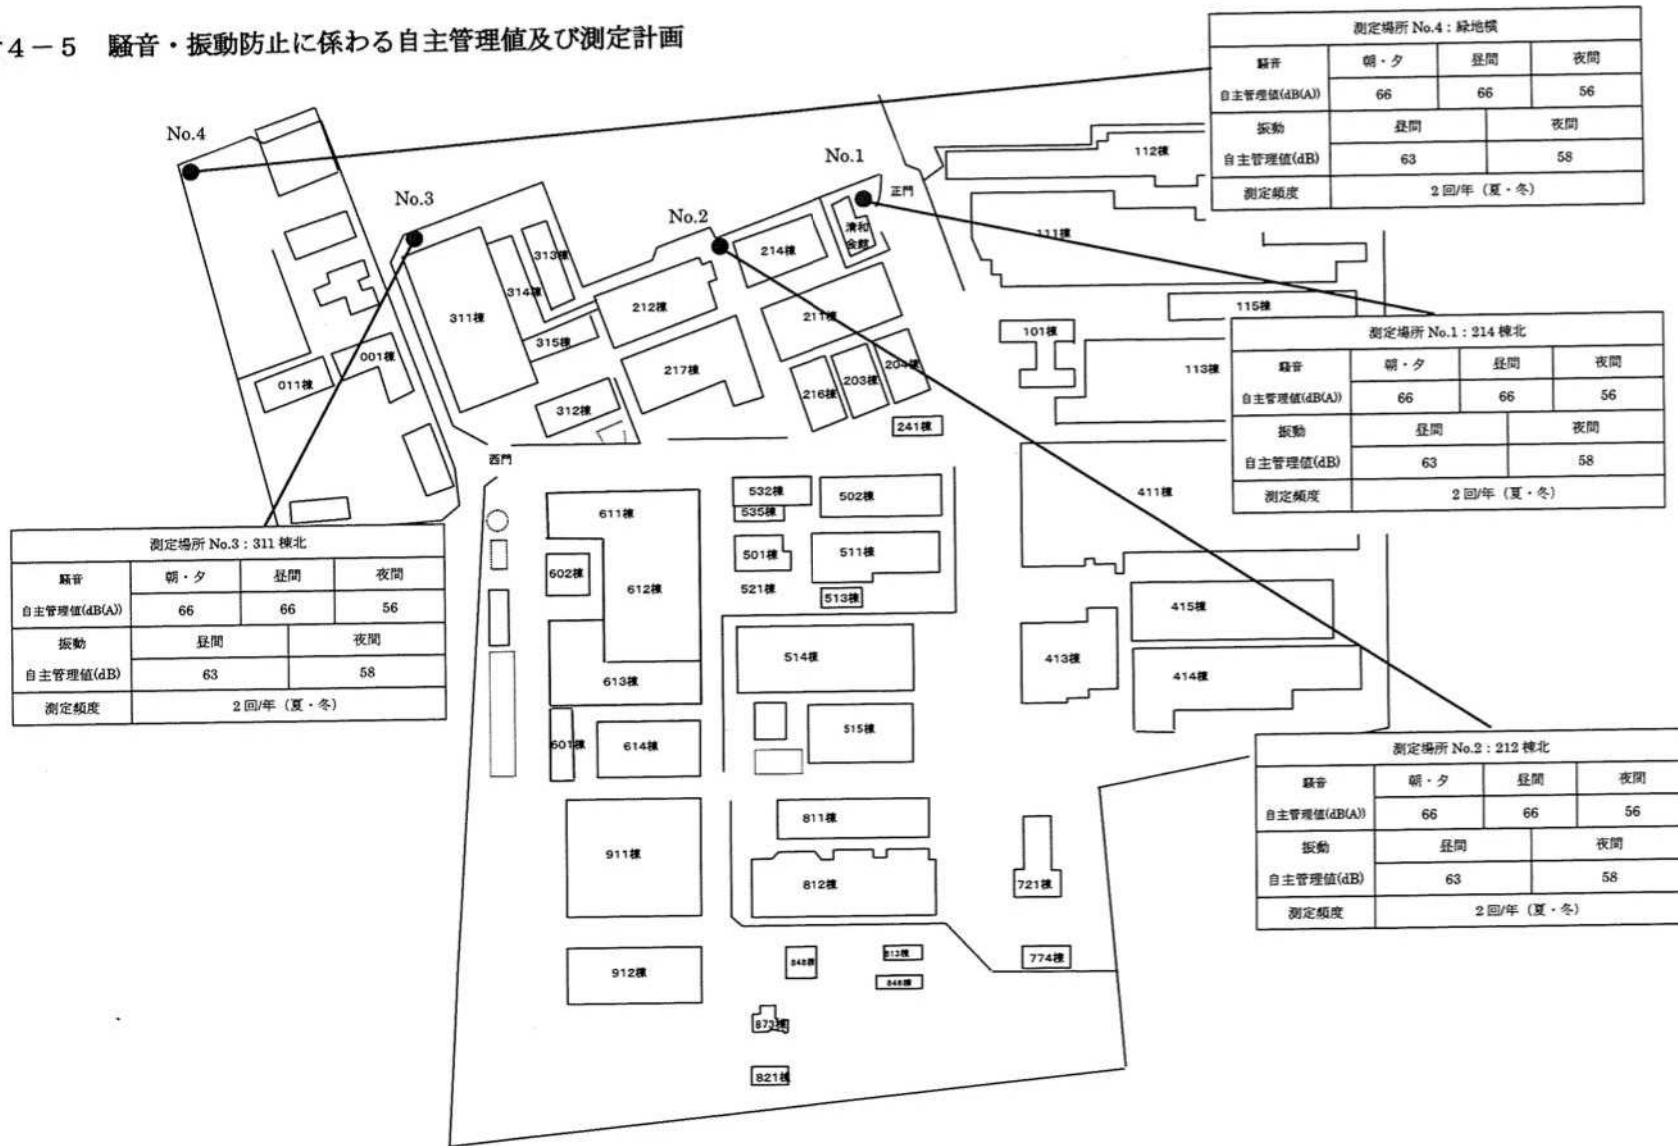 4－5 騒音・振動防止に係わる自主管理値及び測定計画
測定場所 No.4：緑地横
騒音 朝・夕 昼間 夜間
自主管理値(dB(A)) 66 66 56
振動 昼間 夜間
自主管理値(dB) 63 58
測定頻度 2回/年（夏・冬）
No.4
No.3
No.2
No.1
正門
清和
会館
112棟
111棟
115棟
101棟
113棟
214棟
211棟
212棟
313棟
314棟
311棟
315棟
217棟
204棟
203棟
216棟
312棟
241棟
001棟
011棟
西門
測定場所 No.1：214 棟北
騒音 朝・夕 昼間 夜間
自主管理値(dB(A)) 66 66 56
振動 昼間 夜間
自主管理値(dB) 63 58
測定頻度 2回/年（夏・冬）
測定場所 No.3：311 棟北
騒音 朝・夕 昼間 夜間
自主管理値(dB(A)) 66 66 56
振動 昼間 夜間
自主管理値(dB) 63 58
測定頻度 2回/年（夏・冬）
611棟
602棟
612棟
613棟
601棟
614棟
532棟
535棟
502棟
501棟
511棟
521棟
513棟
514棟
515棟
411棟
415棟
413棟
414棟
測定場所 No.2：212 棟北
騒音 朝・夕 昼間 夜間
自主管理値(dB(A)) 66 66 56
振動 昼間 夜間
自主管理値(dB) 63 58
測定頻度 2回/年（夏・冬）
811棟
812棟
911棟
912棟
721棟
774棟
813棟
873棟
821棟